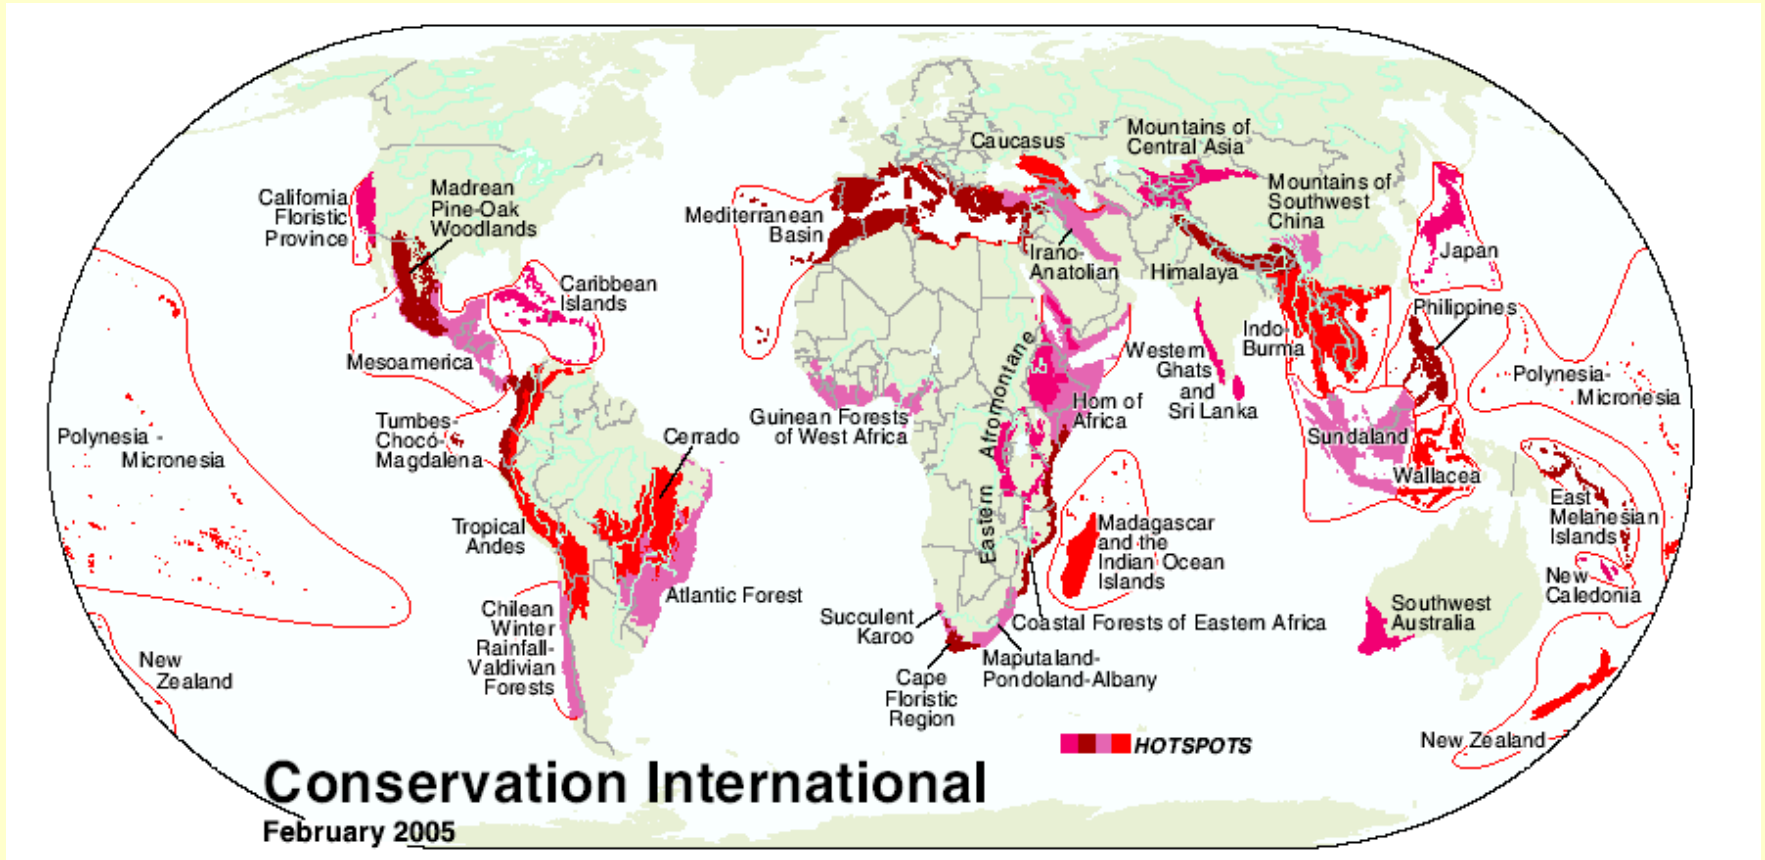 Caucasus
Mountains of
Central Asia
California
Floristic
Province
Madrean
Pine-Oak
Woodlands
Mediterranean
Basin
Mountains of
Southwest
China
Irano-
Anatolian
Himalaya
Japan
Caribbean
Islands
Philippines
Mesoamerica
Indo-
Burma
Western
Ghats
and
Sri Lanka
Polynesia-
Micronesia
Tumbes-
Chocó-
Magdalena
Guinean Forests
of West Africa
Eastern Afromontane
Horn of
Africa
Polynesia -
Micronesia
Cerrado
Sundaland
Wallacea
East
Melanesian
Islands
Tropical
Andes
Madagascar
and the
Indian Ocean
Islands
New
Caledonia
Atlantic Forest
Chilean
Winter
Rainfall-
Valdivian
Forests
Succulent
Karoo
Coastal Forests of Eastern Africa
Southwest
Australia
New
Zealand
Cape
Floristic
Region
Maputaland-
Pondoland-Albany
New Zealand
HOTSPOTS
Conservation International
February 2005